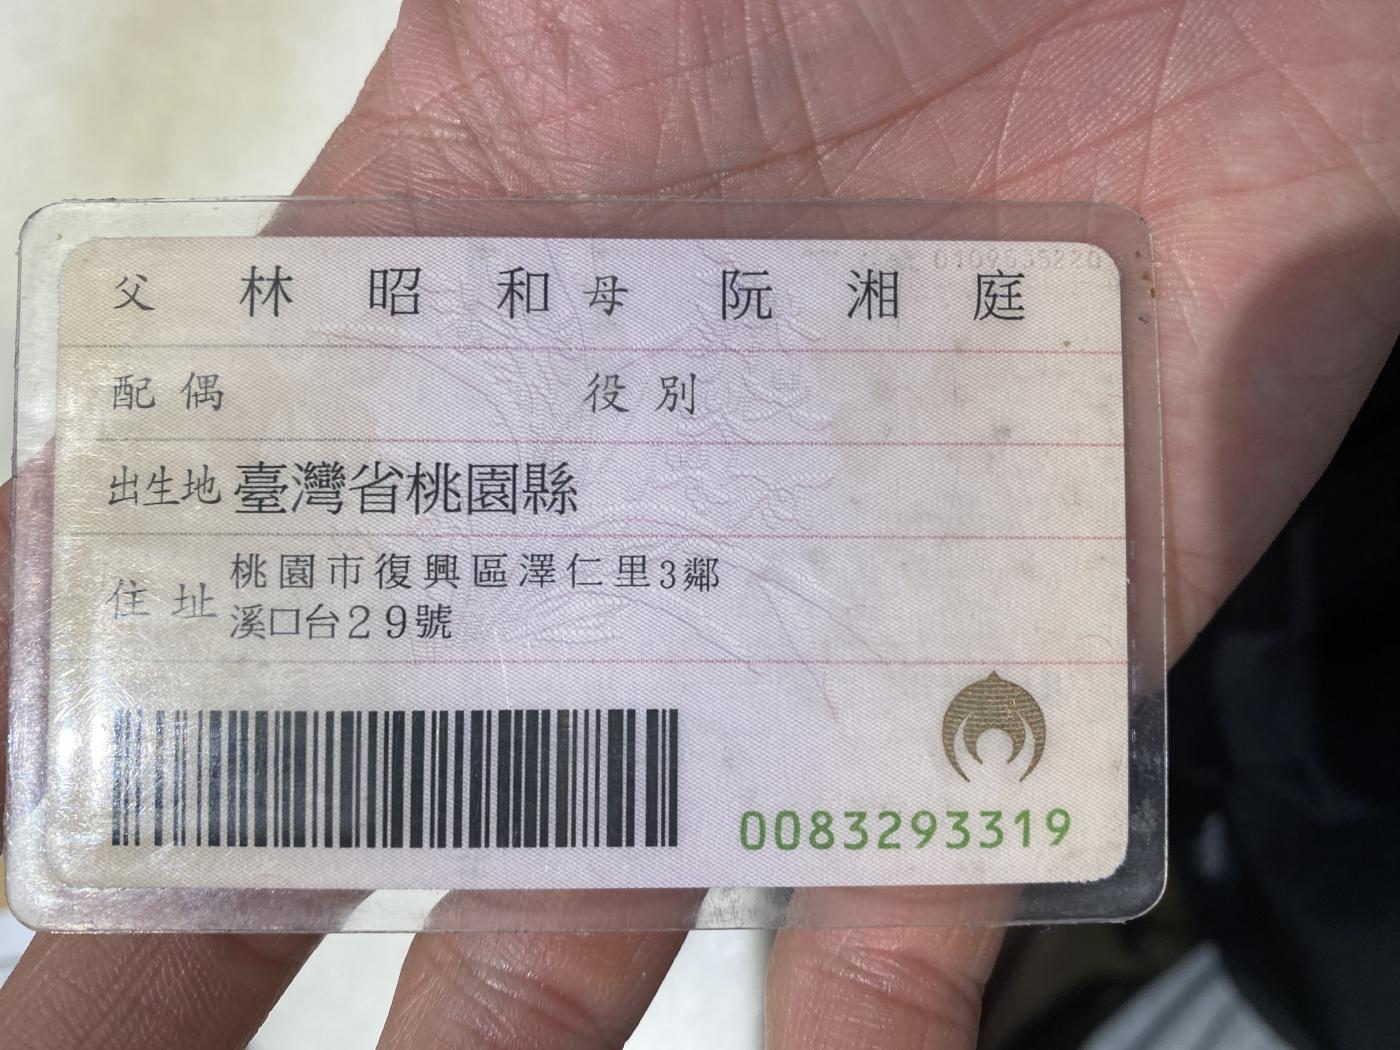 父 林昭和 母 阮湘庭
配偶 役別
出生地 臺灣省桃園縣
住址 桃園市復興區澤仁里3鄰
溪口台29號
0083293319